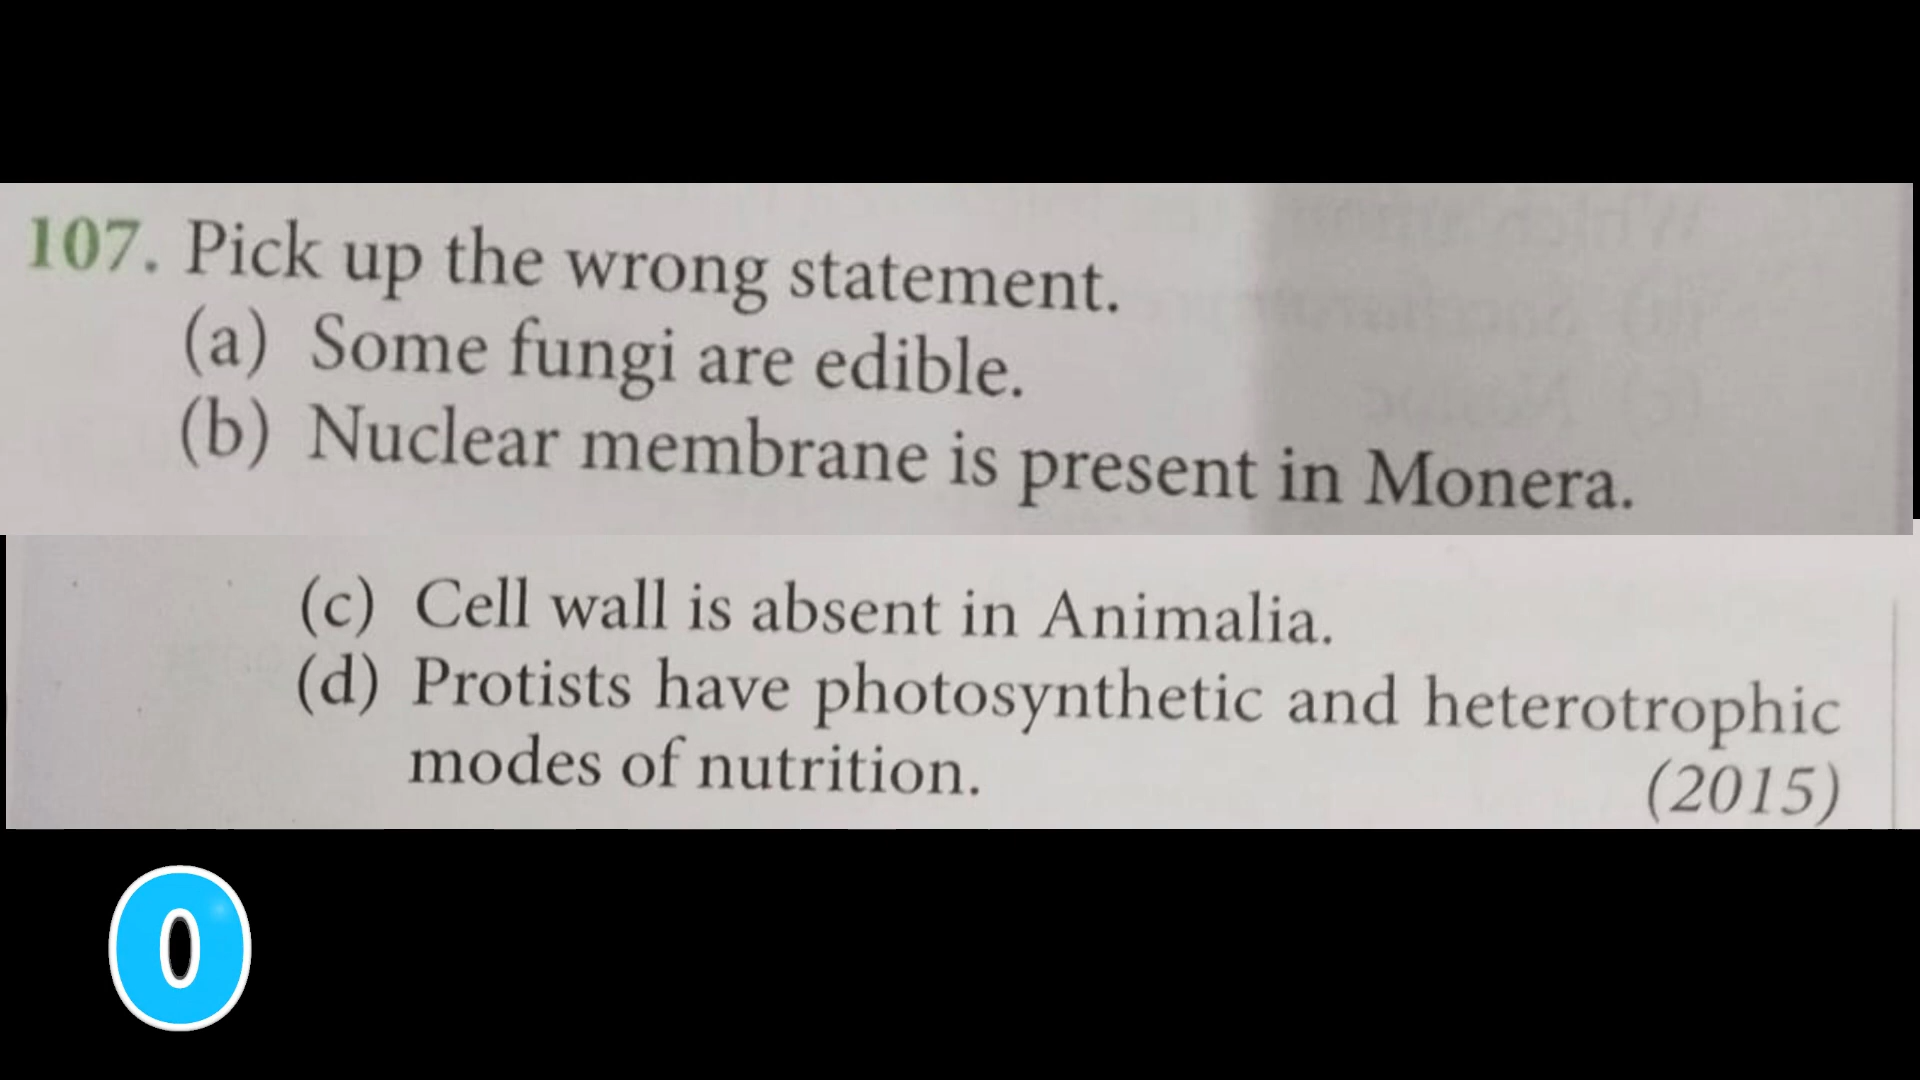 107. Pick up the wrong statement.
(a) Some fungi are edible.
(b) Nuclear membrane is present in Monera.
(c) Cell wall is absent in Animalia.
(d) Protists have photosynthetic and heterotrophic
modes of nutrition. (2015)
0